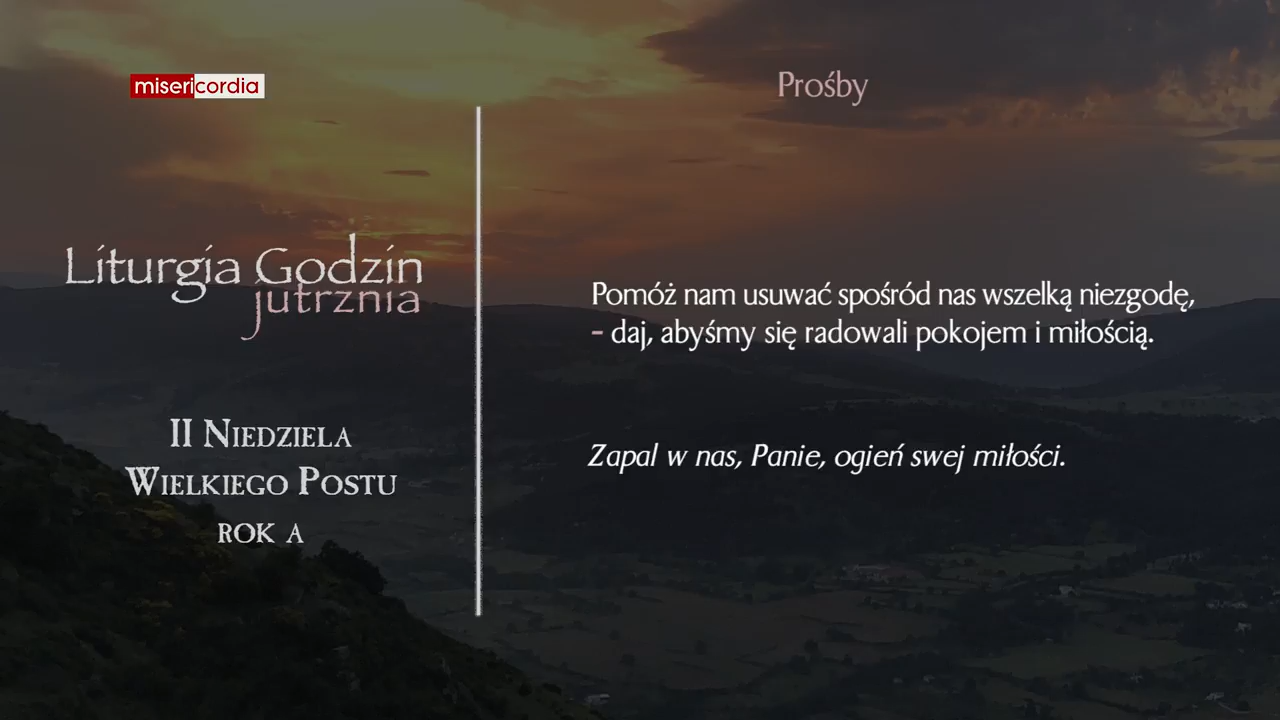 misericordia
Prośby
Liturgia Godzin
jutrznia
II Niedziela
Wielkiego Postu
rok a
Pomóż nam usuwać spośród nas wszelką niezgodę,
- daj, abyśmy się radowali pokojem i miłością.
Zapal w nas, Panie, ogień swej miłości.